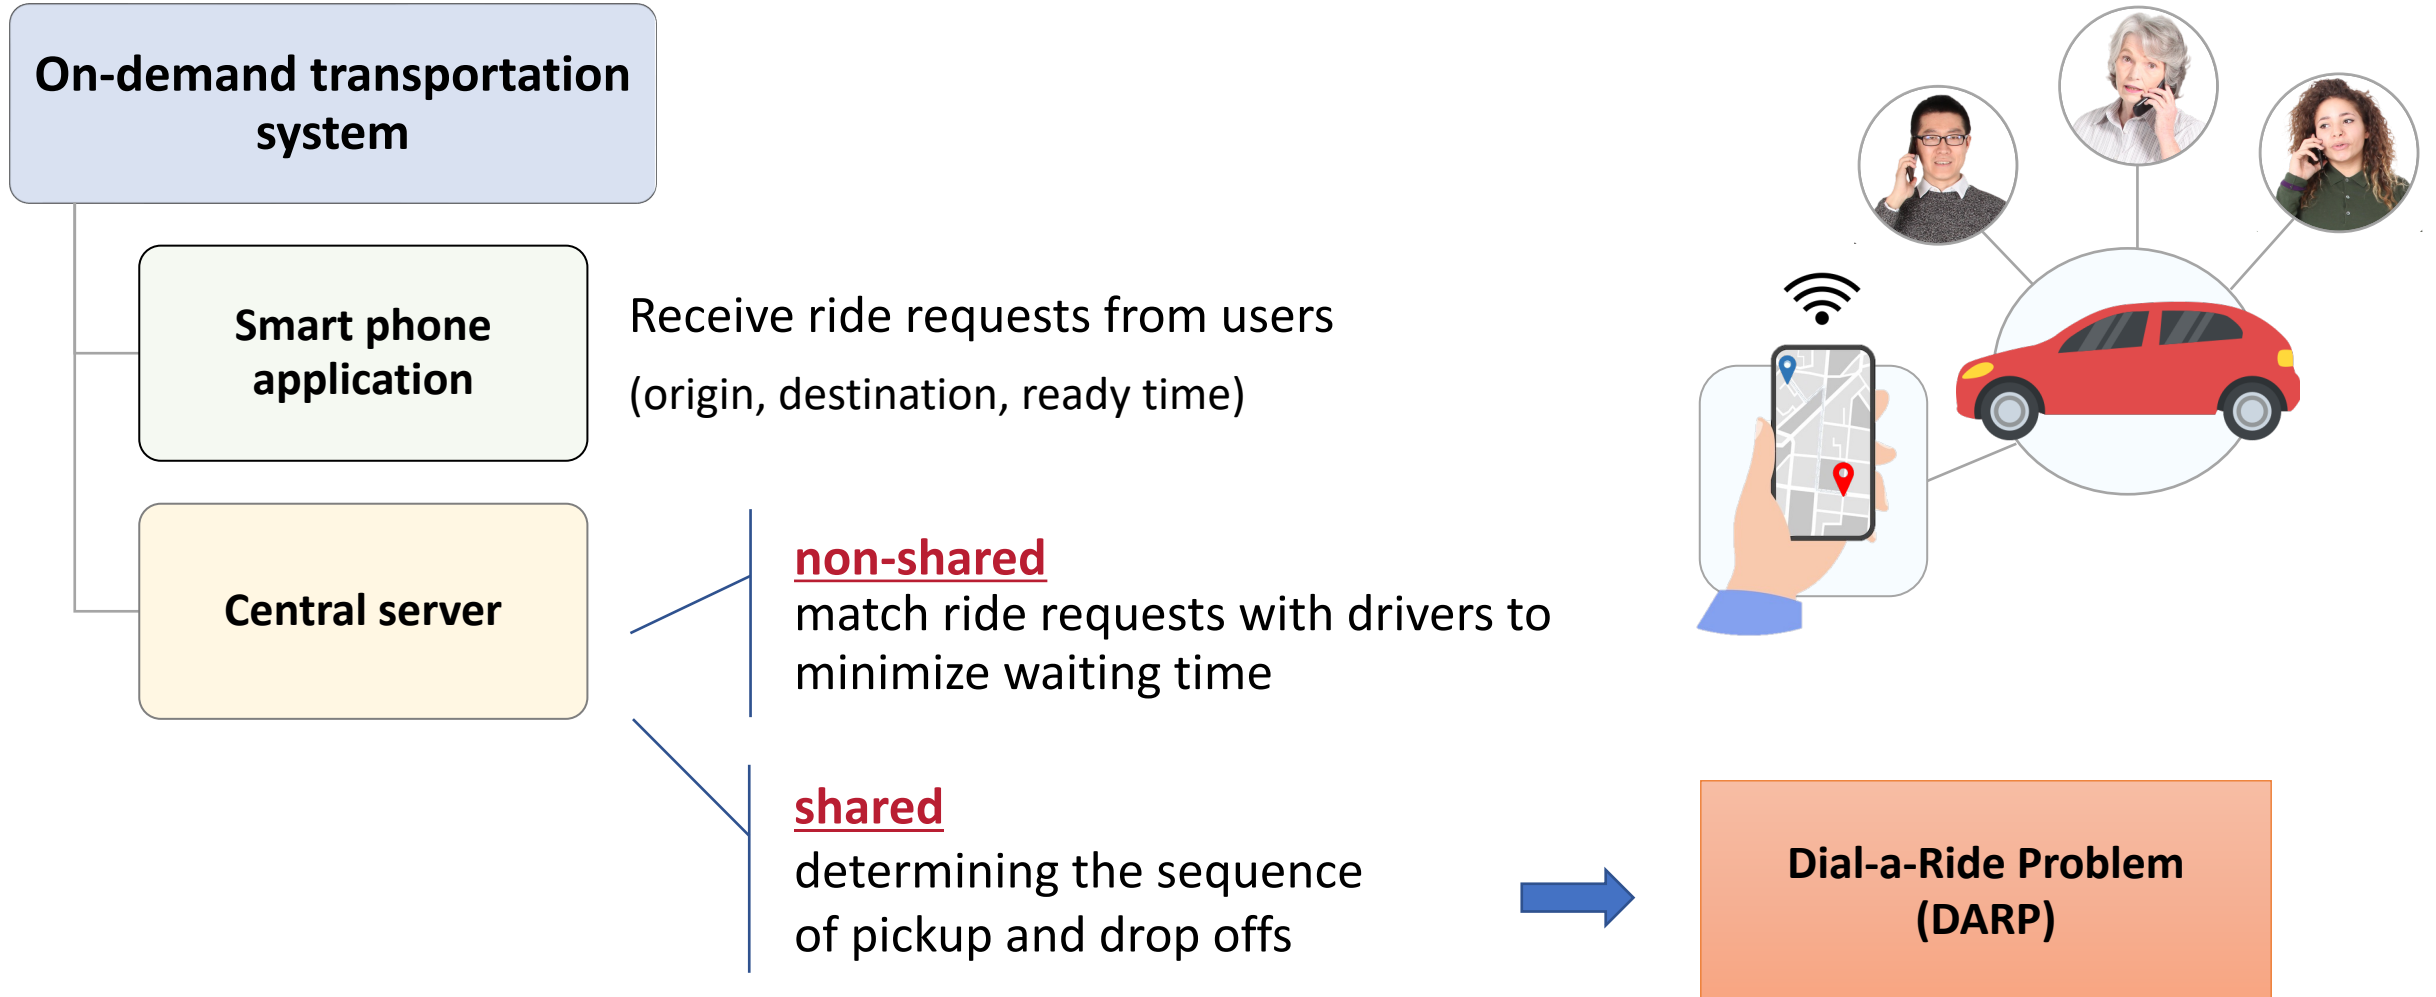 On-demand transportation
system
Smart phone
application
Receive ride requests from users
(origin, destination, ready time)
Central server
non-shared
match ride requests with drivers to
minimize waiting time
shared
determining the sequence
of pickup and drop offs
Dial-a-Ride Problem
(DARP)